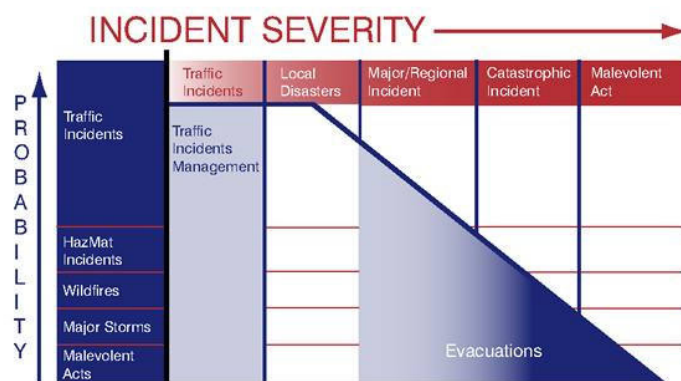 INCIDENT SEVERITY
PROBABILITY
Traffic
Incidents
Local
Disasters
Major/Regional
Incident
Catastrophic
Incident
Malevolent
Act
Traffic
Incidents
Traffic
Incidents
Management
HazMat
Incidents
Wildfires
Major Storms
Malevolent
Acts
Evacuations